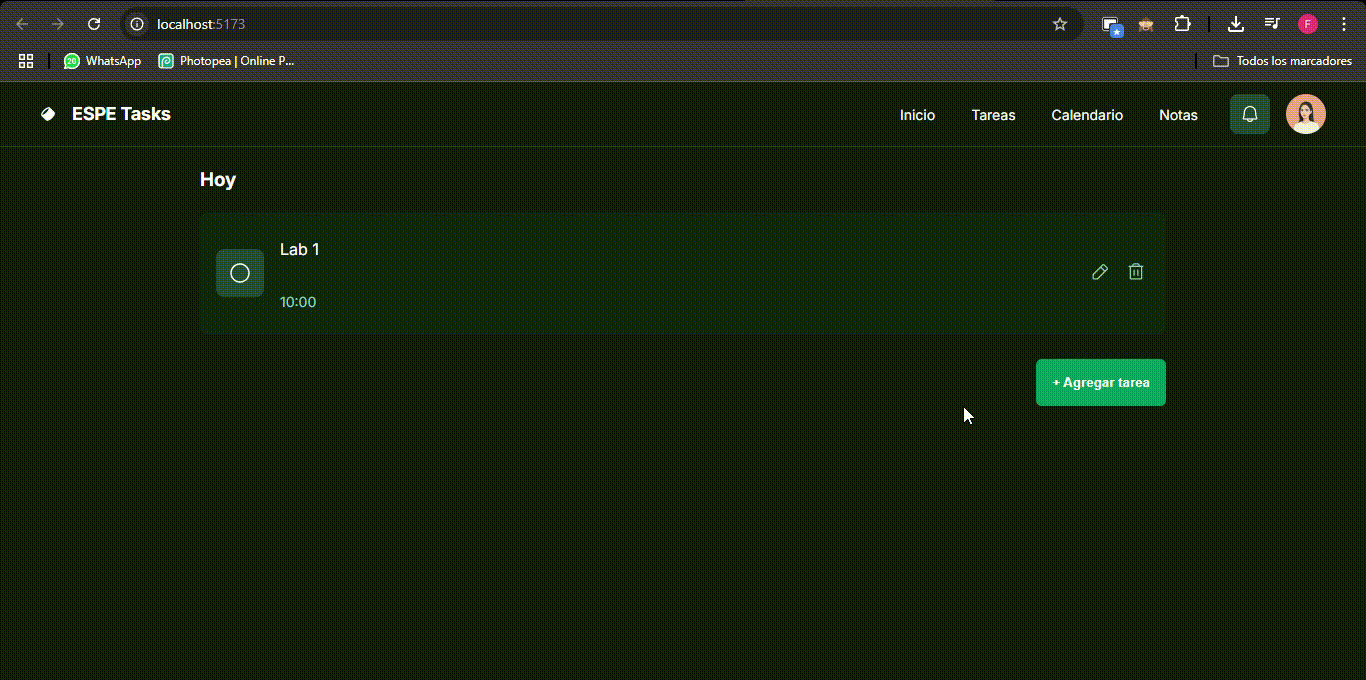 localhost:5173
20 WhatsApp Photopea | Online P... Todos los marcadores
F
ESPE Tasks Inicio Tareas Calendario Notas
Hoy
Lab 1
10:00
+ Agregar tarea